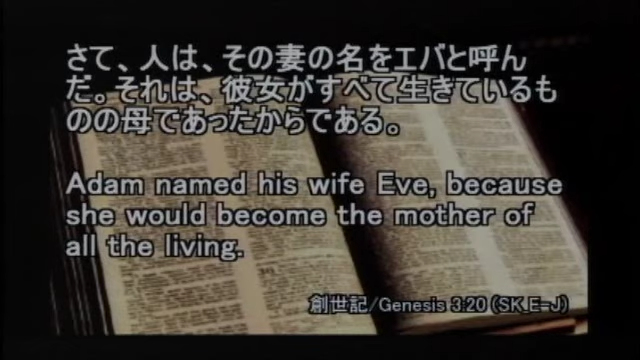 さて、人は、その妻の名をエバと呼ん
だ。それは、彼女がすべて生きているも
のの母であったからである。
Adam named his wife Eve, because
she would become the mother of
all the living.
創世記/Genesis 3:20 (SK_E-J)